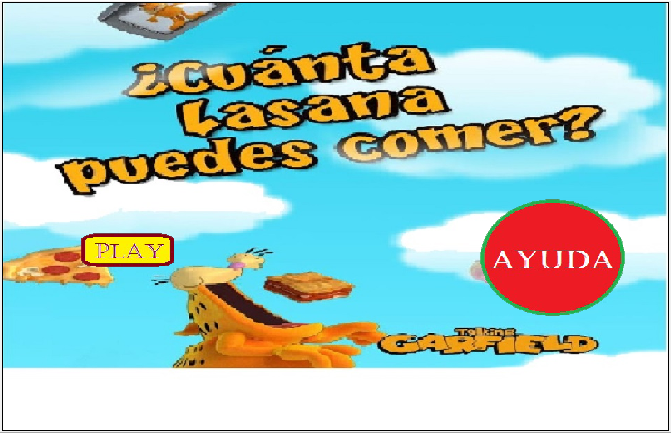 ¿Cuánta
Lasana
puedes comer?
PLAY
AYUDA
Talking
GARFIELD